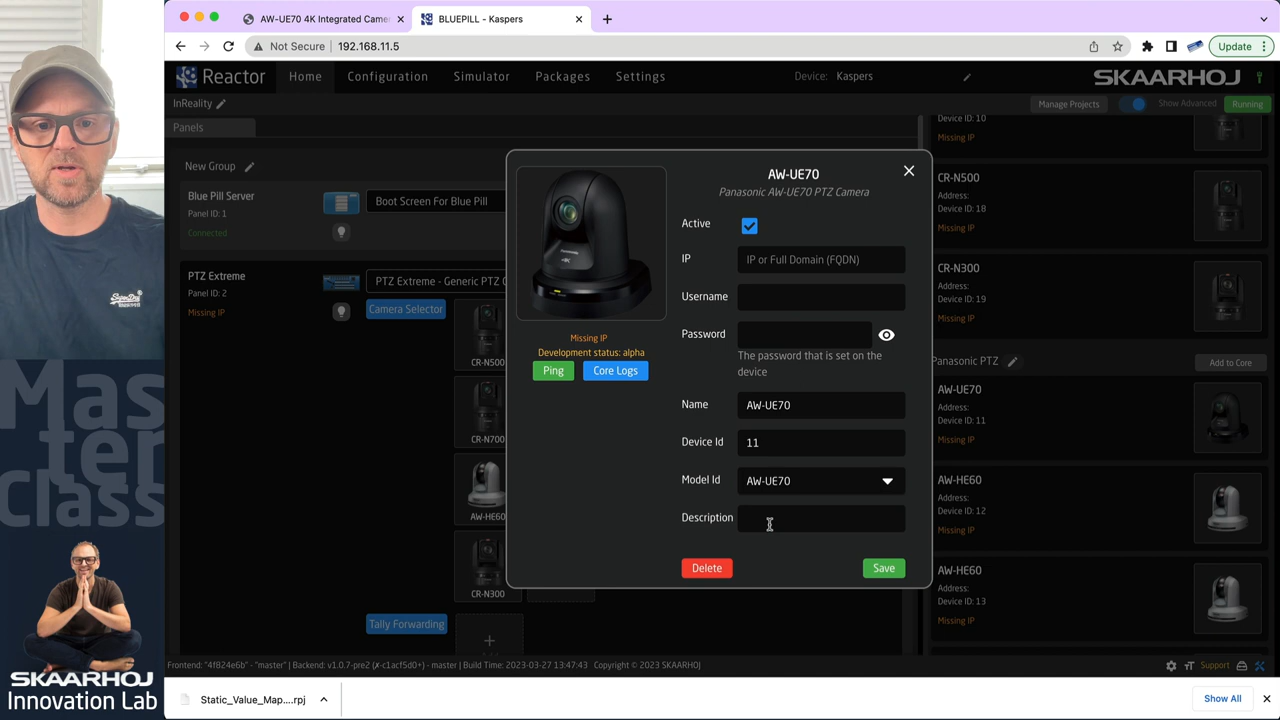 AW-UE70 4K Integrated Came
BLUEPILL - Kaspers
Not Secure
192.168.11.5
Update
Reactor
Home
Configuration
Simulator
Packages
Settings
Device:
Kaspers
SKAARHOJ
InReality
Manage Projects
Show Advanced
Running
Panels
New Group
Blue Pill Server
Panel ID: 1
Connected
Boot Screen For Blue Pill
PTZ Extreme
Panel ID: 2
Missing IP
PTZ Extreme - Generic PTZ C
Camera Selector
CR-N500
CR-N700
AW-HE60
CR-N300
Tally Forwarding
AW-UE70
Panasonic AW-UE70 PTZ Camera
Active
IP
IP or Full Domain (FQDN)
Username
Password
The password that is set on the
device
Missing IP
Development status: alpha
Ping
Core Logs
Name
AW-UE70
Device Id
11
Model Id
AW-UE70
Description
Delete
Save
Device ID: 10
Missing IP
CR-N500
Address:
Device ID: 18
Missing IP
CR-N300
Address:
Device ID: 19
Missing IP
Panasonic PTZ
Add to Core
AW-UE70
Address:
Device ID: 11
Missing IP
AW-HE60
Address:
Device ID: 12
Missing IP
AW-HE60
Address:
Device ID: 13
Missing IP
Frontend: "4f824e6b" - "master" | Backend: v1.0.7-pre2 (X-c1acf5d0+) - master | Build Time: 2023-03-27 13:47:43 Copyright © 2023 SKAARHOJ
Support
Static_Value_Map....rpj
Show All
Superdry
Mas
ter
Class
SKAARHOJ
Innovation Lab